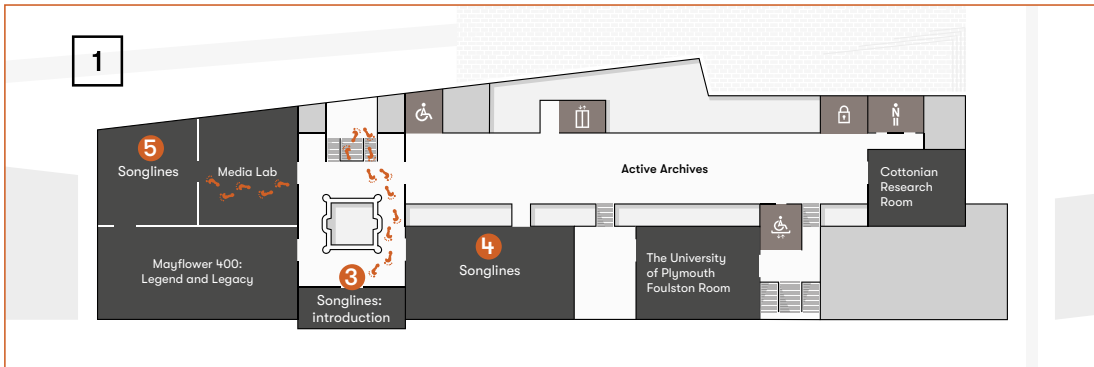 1
5
Songlines
Media Lab
Active Archives
Cottonian
Research
Room
4
Songlines
Mayflower 400:
Legend and Legacy
The University
of Plymouth
Foulston Room
3
Songlines:
introduction